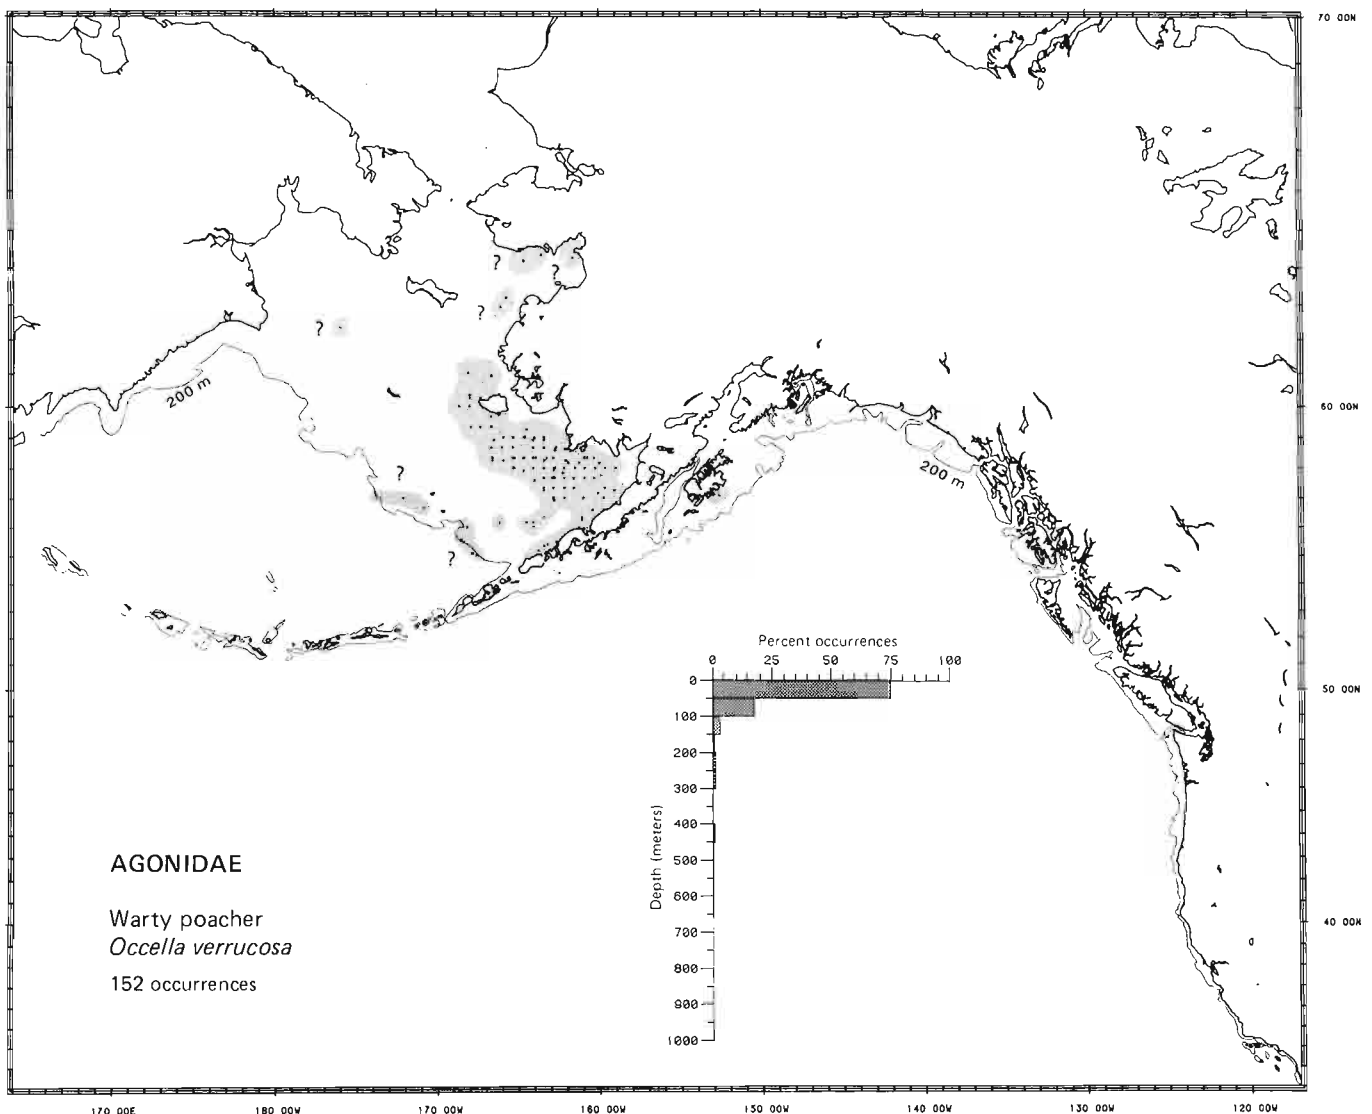 70 00N
?
?
?
?
200 m
60 00N
?
200 m
?
Percent occurrences
0 25 50 75 100
0
50 00N
100
200
300
400
Depth (meters)
500
600
700
800
900
1000
AGONIDAE
Warty poacher
Occella verrucosa
152 occurrences
40 00N
170 00E 180 00W 170 00W 160 00W 150 00W 140 00W 130 00W 120 00W